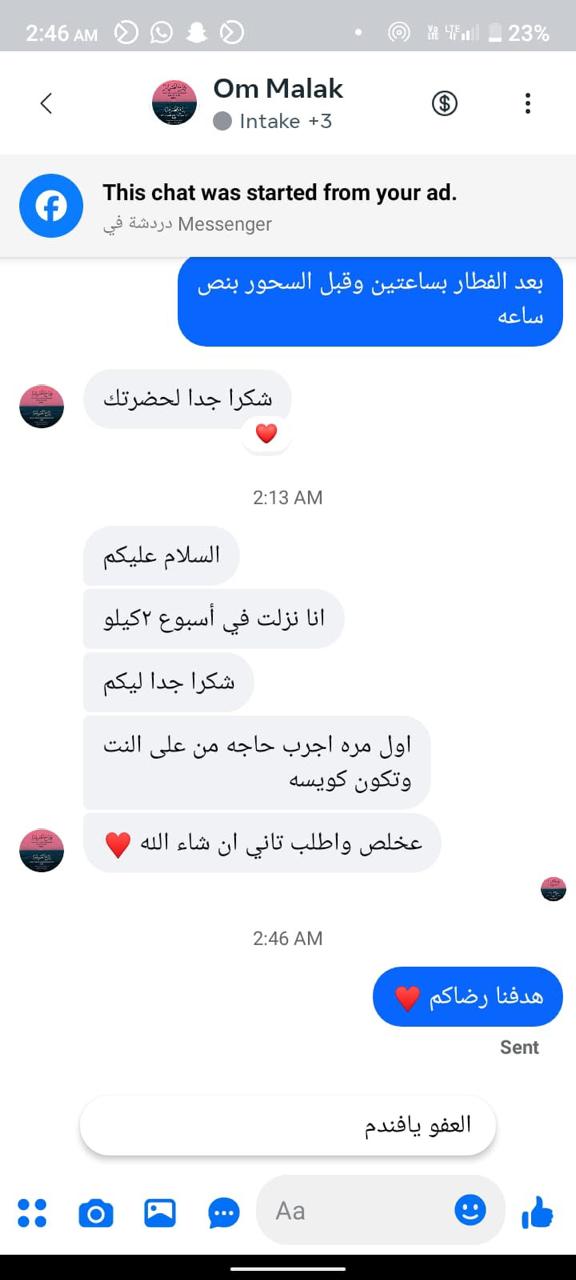 2:46 AM
23%
Om Malak
Intake +3
This chat was started from your ad.
دردشة في Messenger
بعد الفطار بساعتين وقبل السحور بنص
ساعه
شكرا جدا لحضرتك
❤️
2:13 AM
السلام عليكم
انا نزلت في أسبوع ٢كيلو
شكرا جدا ليكم
اول مره اجرب حاجه من على النت
وتكون كويسه
عخلص واطلب تاني ان شاء الله ❤️
2:46 AM
هدفنا رضاكم ❤️
Sent
العفو يافندم
Aa